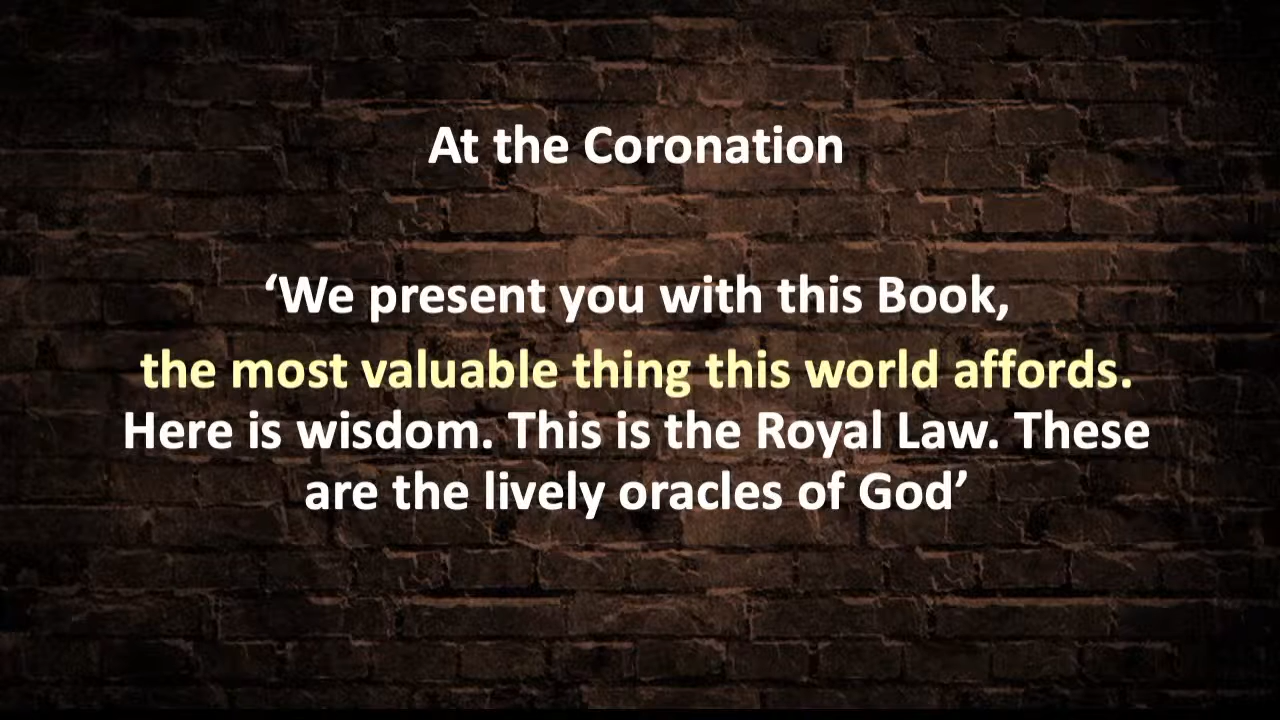 At the Coronation
‘We present you with this Book,
the most valuable thing this world affords.
Here is wisdom. This is the Royal Law. These
are the lively oracles of God’